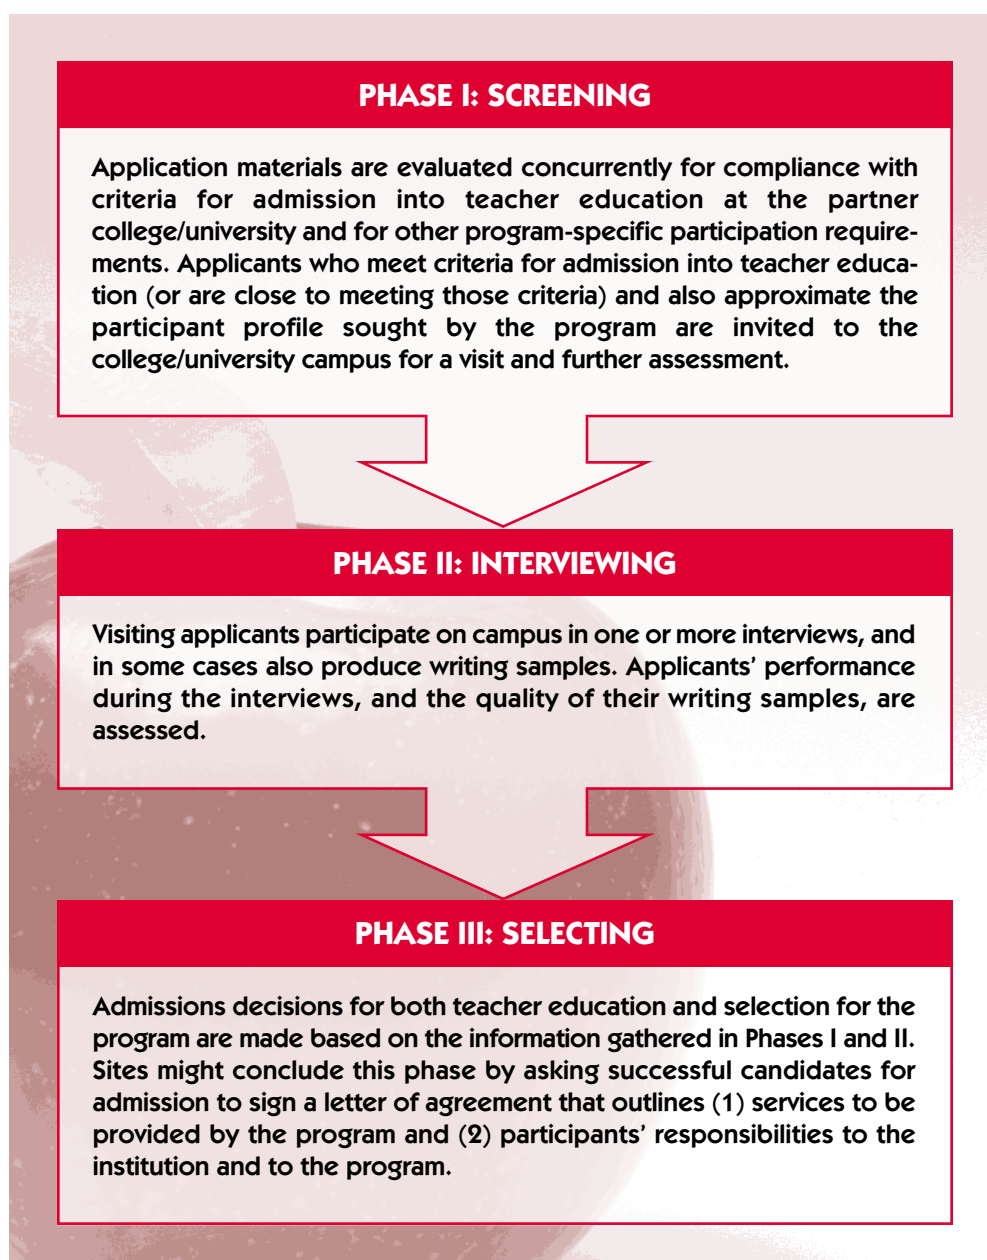 PHASE I: SCREENING
Application materials are evaluated concurrently for compliance with
criteria for admission into teacher education at the partner
college/university and for other program-specific participation require-
ments. Applicants who meet criteria for admission into teacher educa-
tion (or are close to meeting those criteria) and also approximate the
participant profile sought by the program are invited to the
college/university campus for a visit and further assessment.
PHASE II: INTERVIEWING
Visiting applicants participate on campus in one or more interviews, and
in some cases also produce writing samples. Applicants’ performance
during the interviews, and the quality of their writing samples, are
assessed.
PHASE III: SELECTING
Admissions decisions for both teacher education and selection for the
program are made based on the information gathered in Phases I and II.
Sites might conclude this phase by asking successful candidates for
admission to sign a letter of agreement that outlines (1) services to be
provided by the program and (2) participants’ responsibilities to the
institution and to the program.